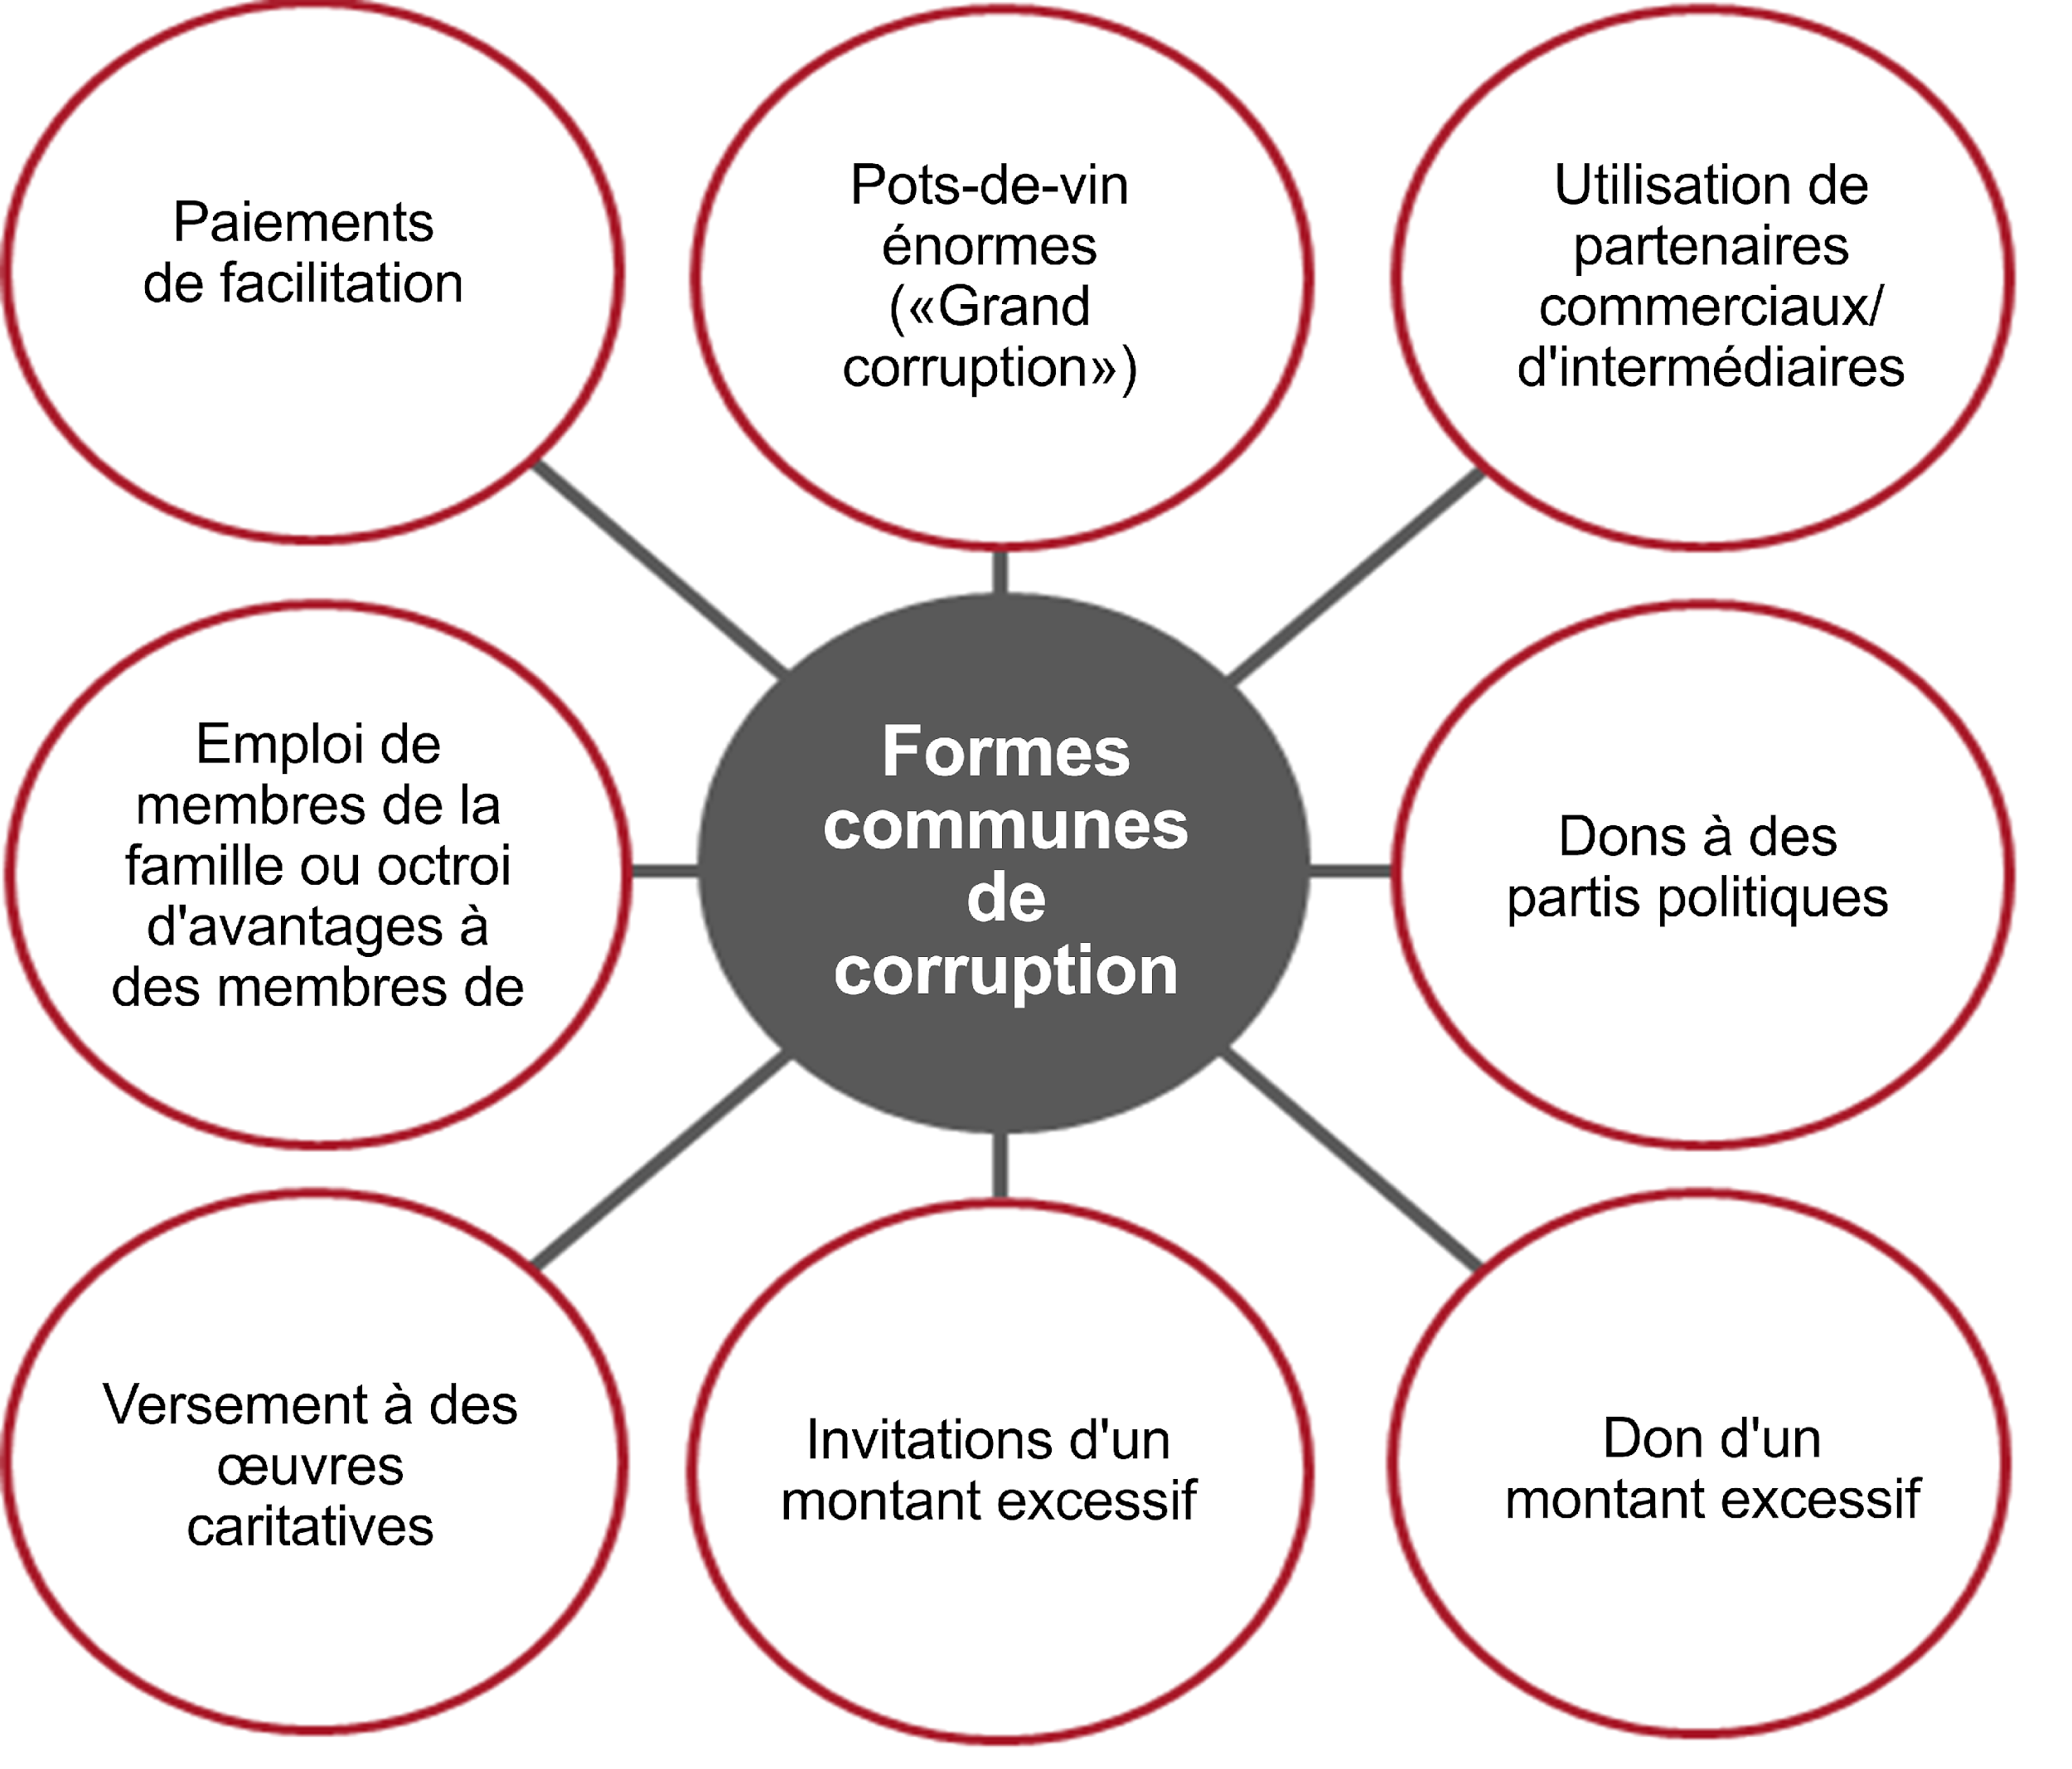 Paiements
de facilitation
Pots-de-vin
énormes
(«Grand
corruption»)
Utilisation de
partenaires
commerciaux/
d'intermédiaires
Emploi de
membres de la
famille ou octroi
d'avantages à
des membres de
Formes
communes
de
corruption
Dons à des
partis politiques
Versement à des
œuvres
caritatives
Invitations d'un
montant excessif
Don d'un
montant excessif